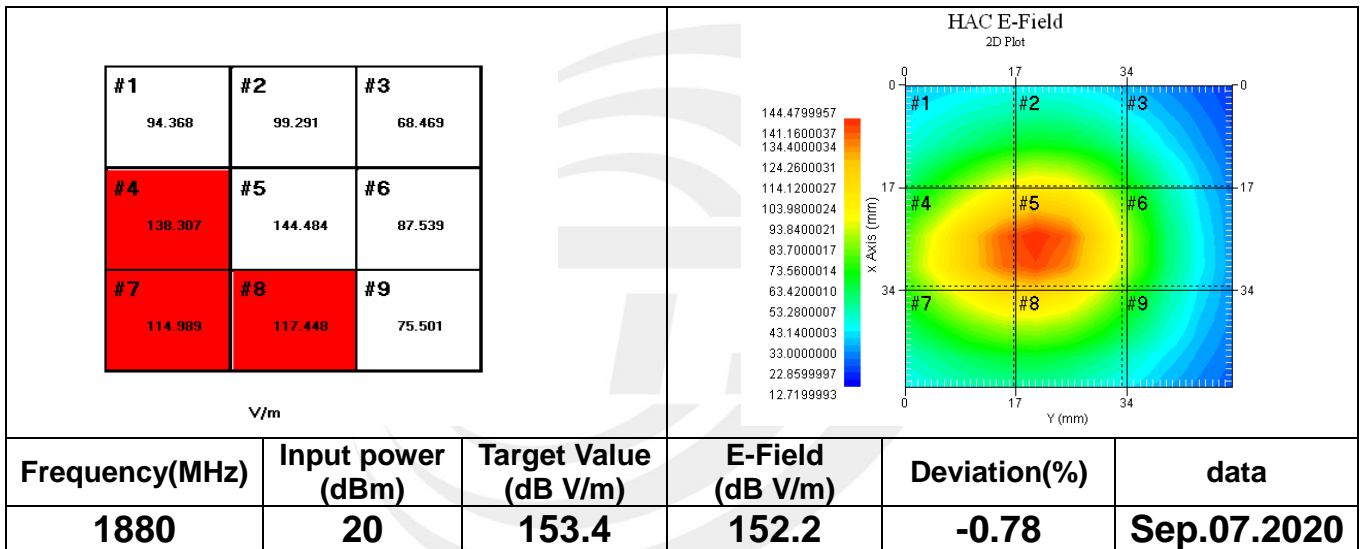 #1 #2 #3
94.368 99.291 68.469
#4 #5 #6
138.307 144.484 87.539
#7 #8 #9
114.989 117.448 75.501
V/m
HAC E-Field
2D Plot
0 17 34
0 0
144.4799957
141.1600037
134.4000034
124.2600031
114.1200027
103.9800024
93.8400021
83.7000017
73.5600014
63.4200010
53.2800007
43.1400003
33.0000000
22.8599997
12.7199993
x Axis (mm)
#1 #2 #3
17 17
#4 #5 #6
34 34
#7 #8 #9
0 17 34
Y (mm)
Frequency(MHz) Input power (dBm) Target Value (dB V/m) E-Field (dB V/m) Deviation(%) data
1880 20 153.4 152.2 -0.78 Sep.07.2020